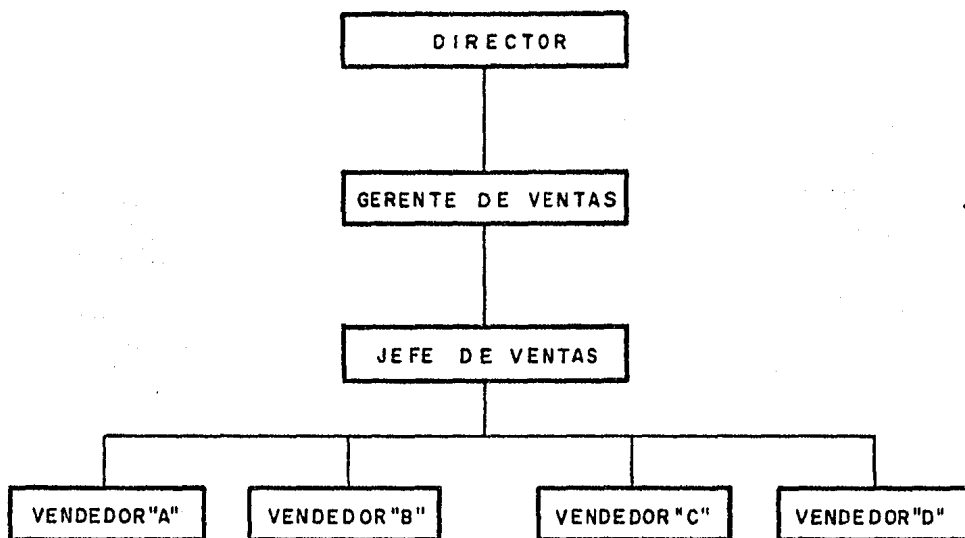 DIRECTOR
GERENTE DE VENTAS
JEFE DE VENTAS
VENDEDOR "A"
VENDEDOR "B"
VENDEDOR "C"
VENDEDOR "D"